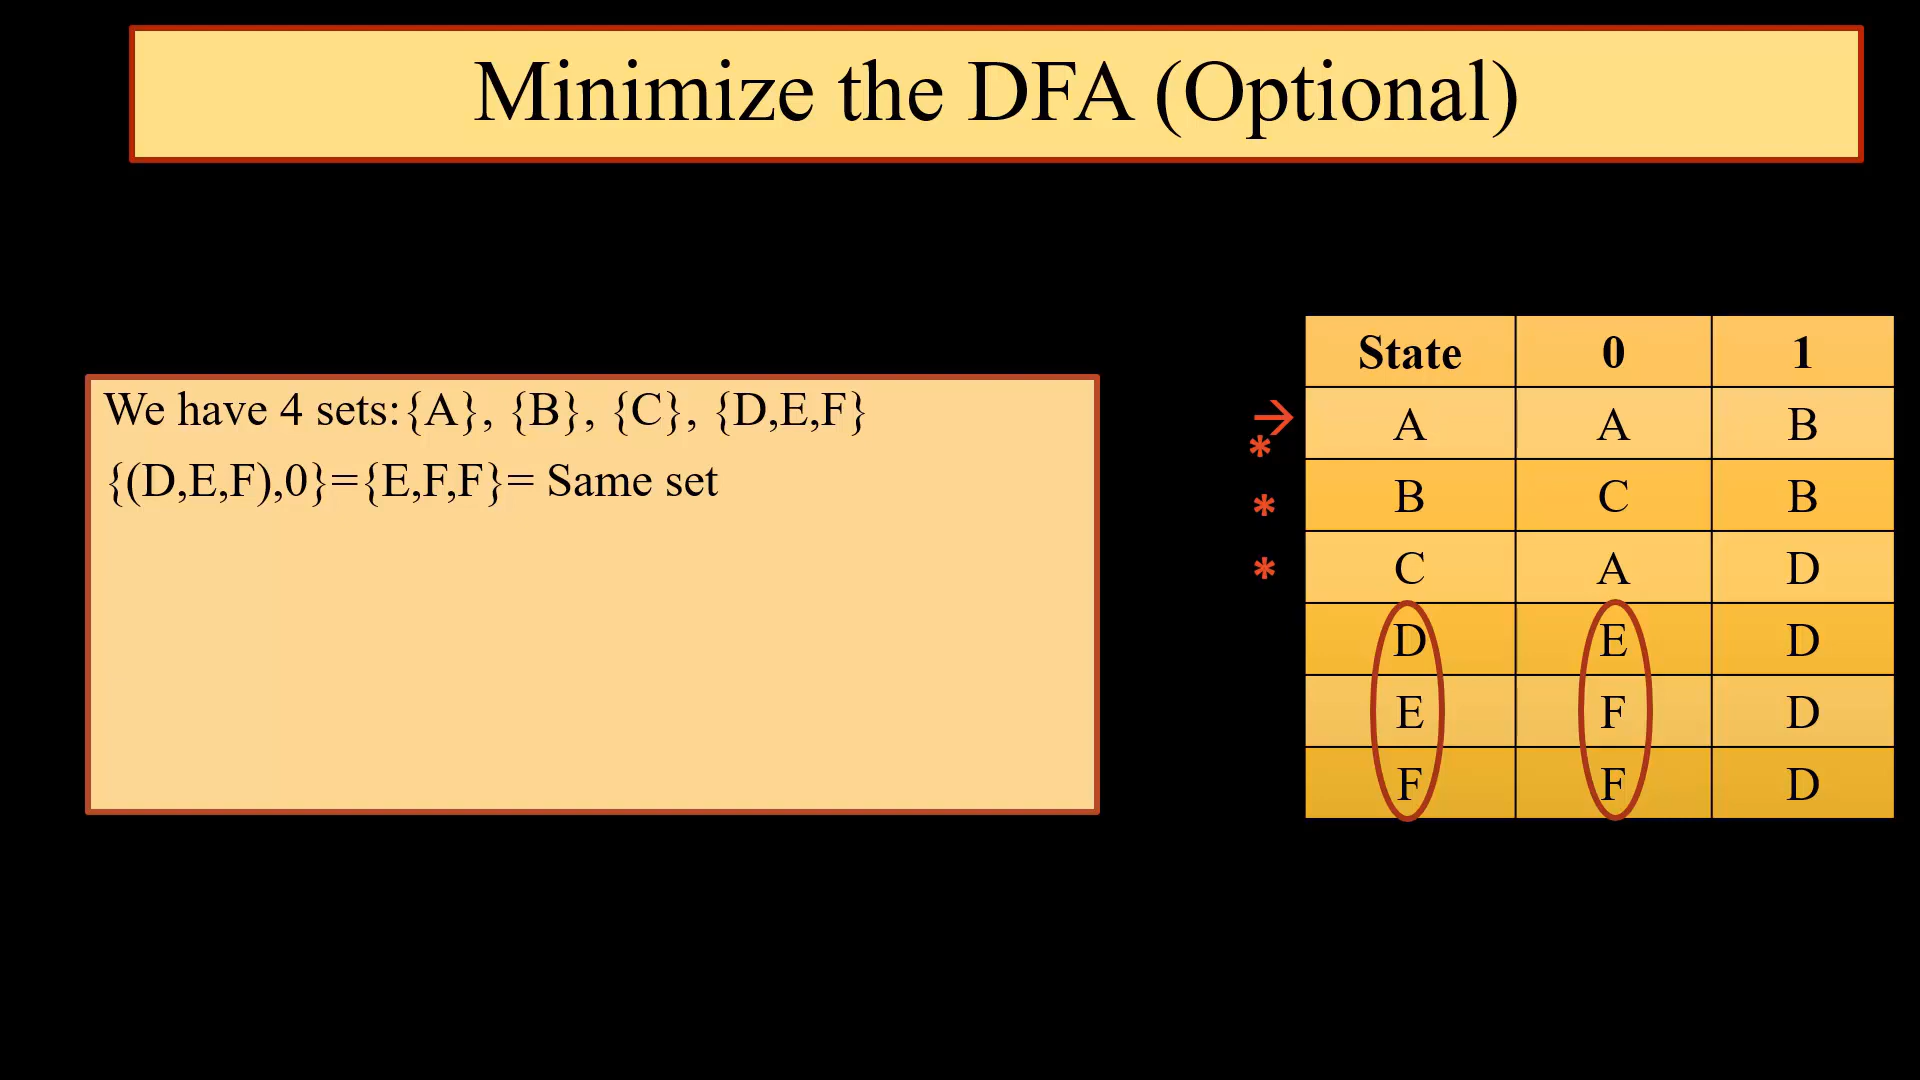 Minimize the DFA (Optional)
We have 4 sets:{A}, {B}, {C}, {D,E,F}
{(D,E,F),0}={E,F,F}= Same set
State 0 1
→ A A B
*
* B C B
* C A D
D E D
E F D
F F D